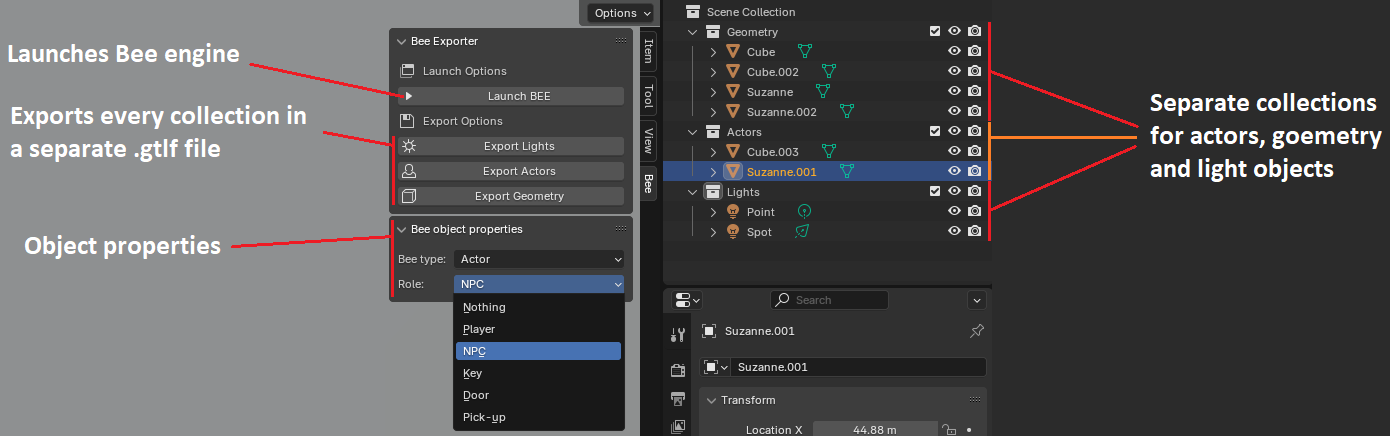 Launches Bee engine
Exports every collection in
a separate .gtlf file
Object properties
Options
Bee Exporter
Launch Options
Launch BEE
Export Options
Export Lights
Export Actors
Export Geometry
Bee object properties
Bee type: Actor
Role: NPC
Nothing
Player
NPC
Key
Door
Pick-up
Item
Tool
View
Bee
Scene Collection
Geometry
Cube
Cube.002
Suzanne
Suzanne.002
Actors
Cube.003
Suzanne.001
Lights
Point
Spot
Search
Suzanne.001
Suzanne.001
Transform
Location X 44.88 m
Separate collections
for actors, goemetry
and light objects